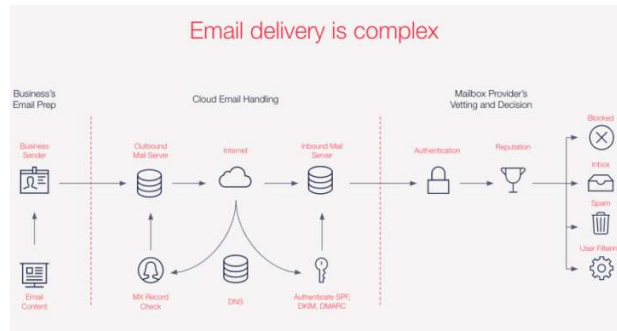 Email delivery is complex
Business's
Email Prep
Cloud Email Handling
Mailbox Provider's
Vetting and Decision
Business
Sender
Outbound
Mail Server
Internet
Inbound Mail
Server
Authentication
Reputation
Blocked
Inbox
Spam
User Filtering
Email
Content
MX Record
Check
DNS
Authenticate SPF,
DKIM, DMARC